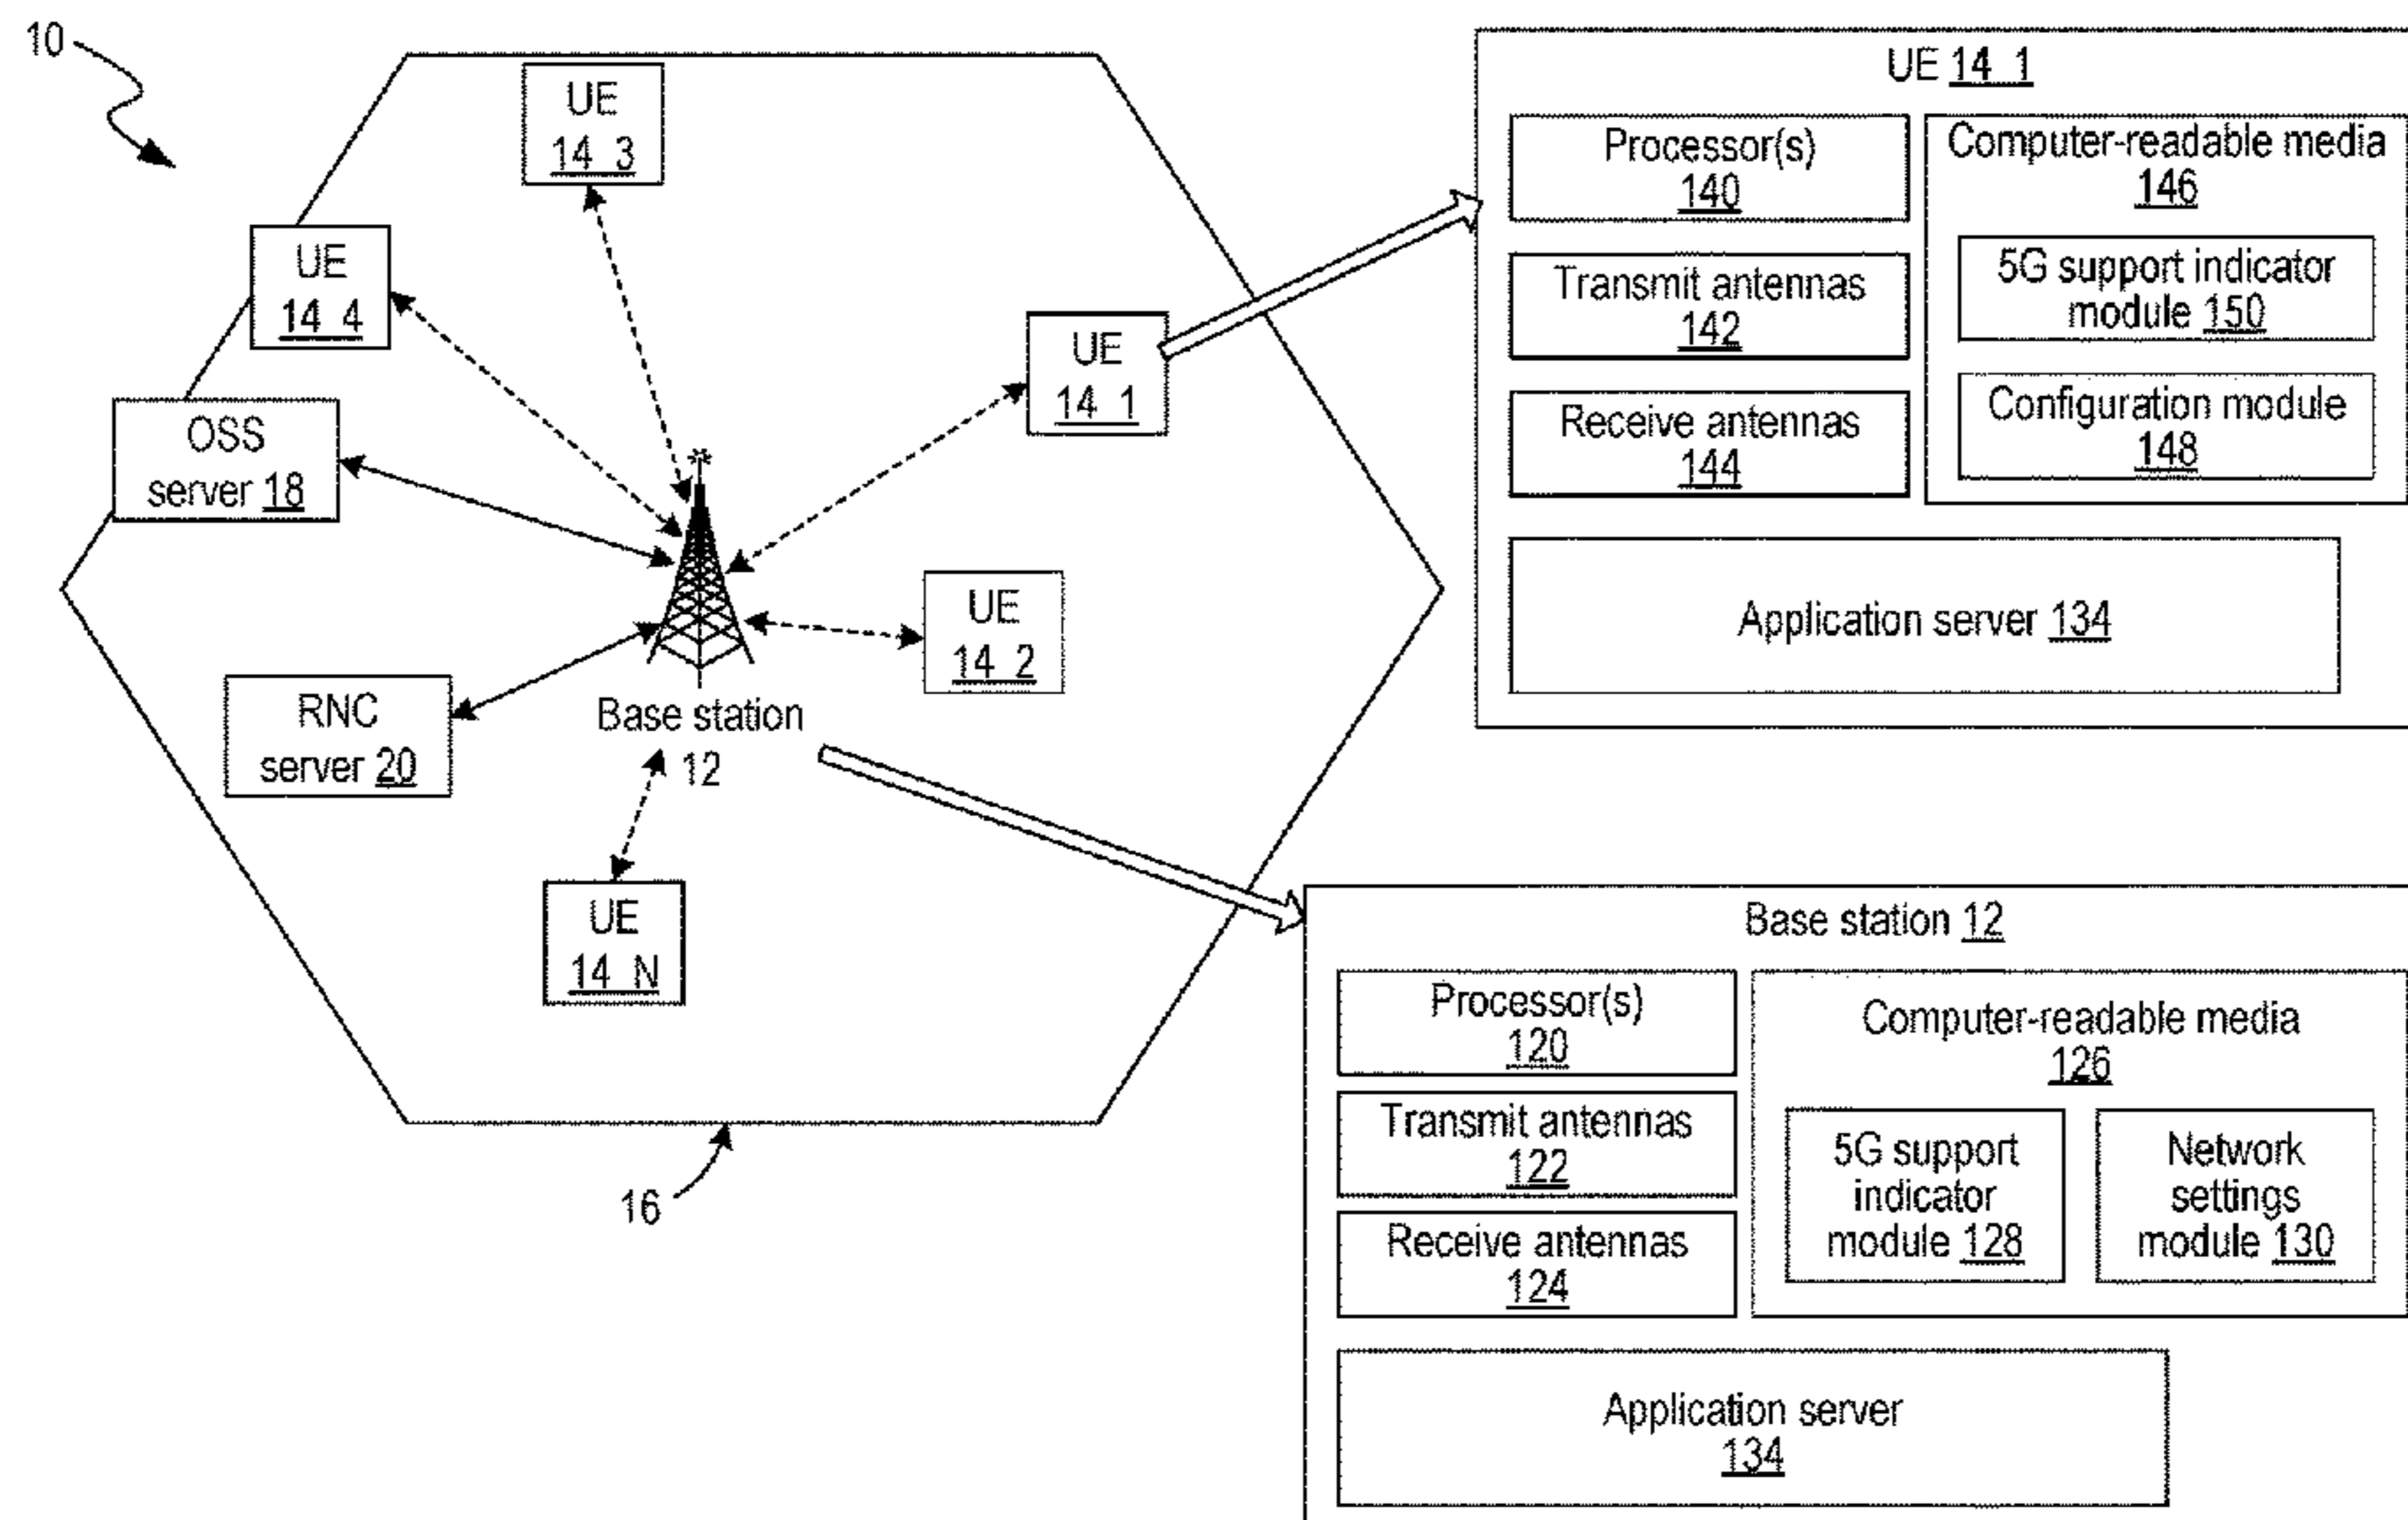 10
UE
14_3
UE
14_4
OSS
server 18
UE
14_1
UE
14_2
RNC
server 20
Base station
12
UE
14_N
16
UE 14_1
Processor(s)
140
Transmit antennas
142
Receive antennas
144
Computer-readable media
146
5G support indicator
module 150
Configuration module
148
Application server 134
Base station 12
Processor(s)
120
Transmit antennas
122
Receive antennas
124
Computer-readable media
126
5G support
indicator
module 128
Network
settings
module 130
Application server
134